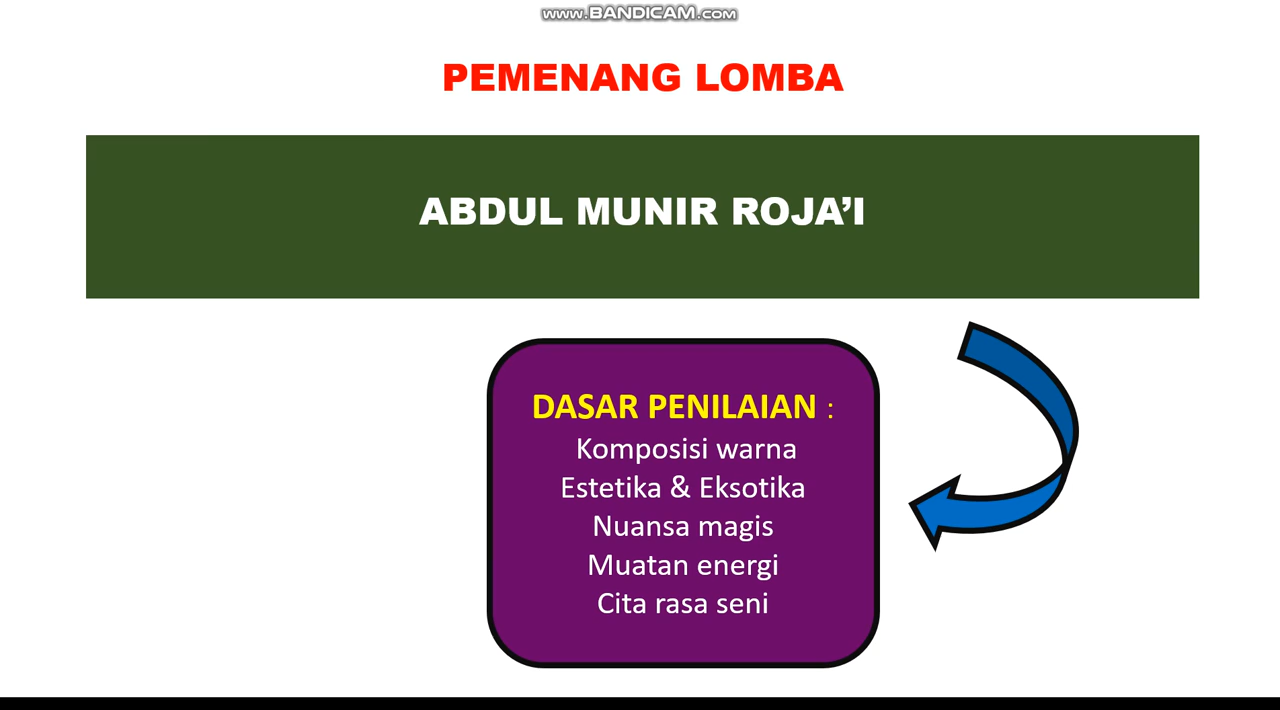 www.BANDICAM.com
PEMENANG LOMBA
ABDUL MUNIR ROJA’I
DASAR PENILAIAN :
Komposisi warna
Estetika & Eksotika
Nuansa magis
Muatan energi
Cita rasa seni